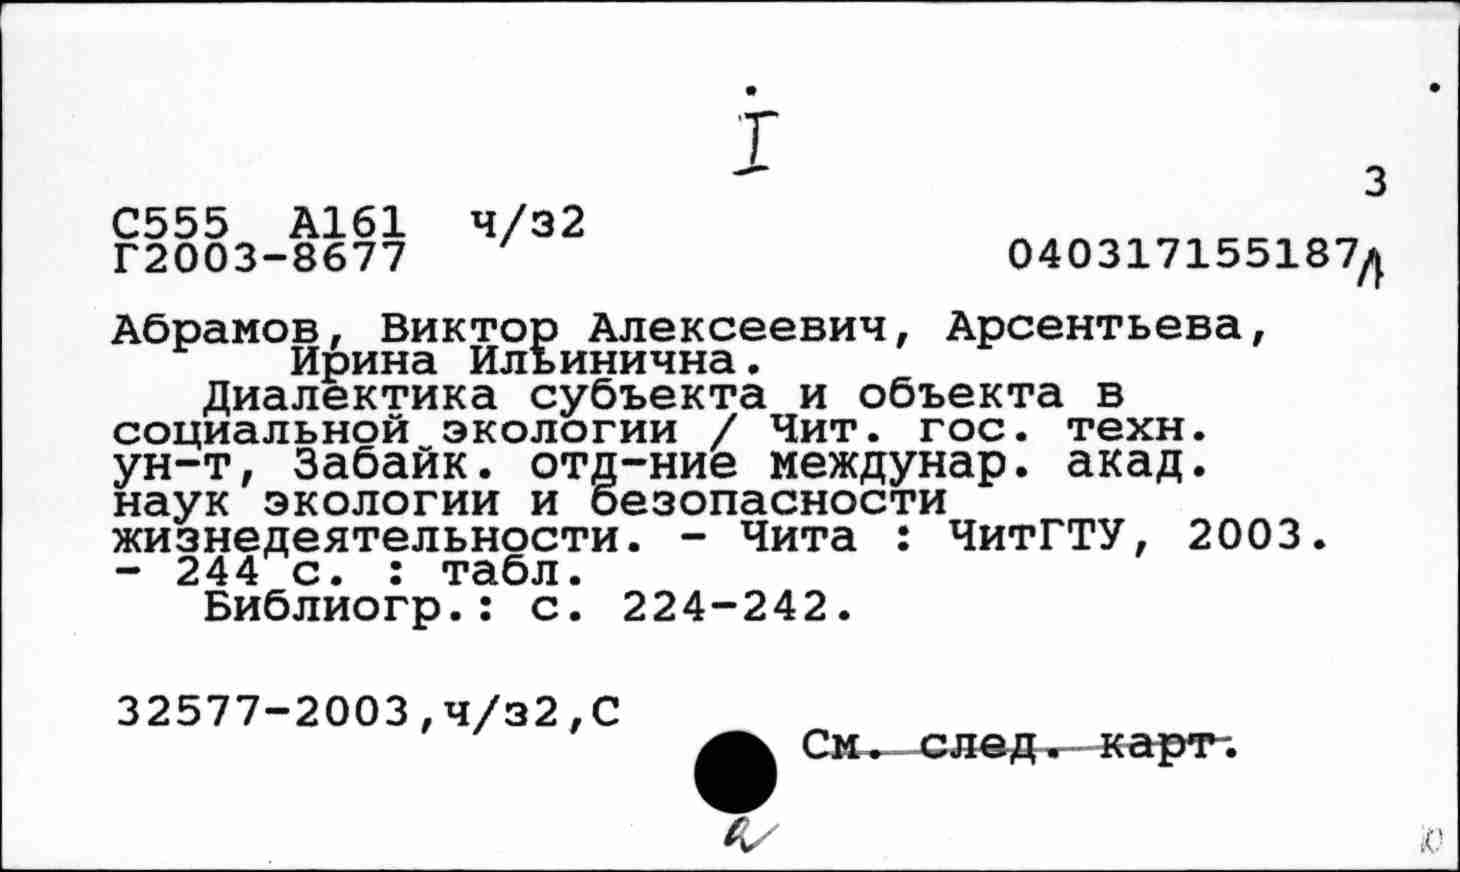 I
3
С555 А161 ч/з2
Г2003-8677 040317155187Д
Абрамов, Виктор Алексеевич, Арсентьева,
Ирина Ильинична.
Диалектика субъекта и объекта в
социальной экологии / Чит. гос. техн.
ун-т, Забайк. отд-ние междунар. акад.
наук экологии и безопасности
жизнедеятельности. - Чита : ЧитГТУ, 2003.
- 244 с. : табл.
Библиогр.: с. 224-242.
32577-2003,ч/з2,С
См. след. карт.